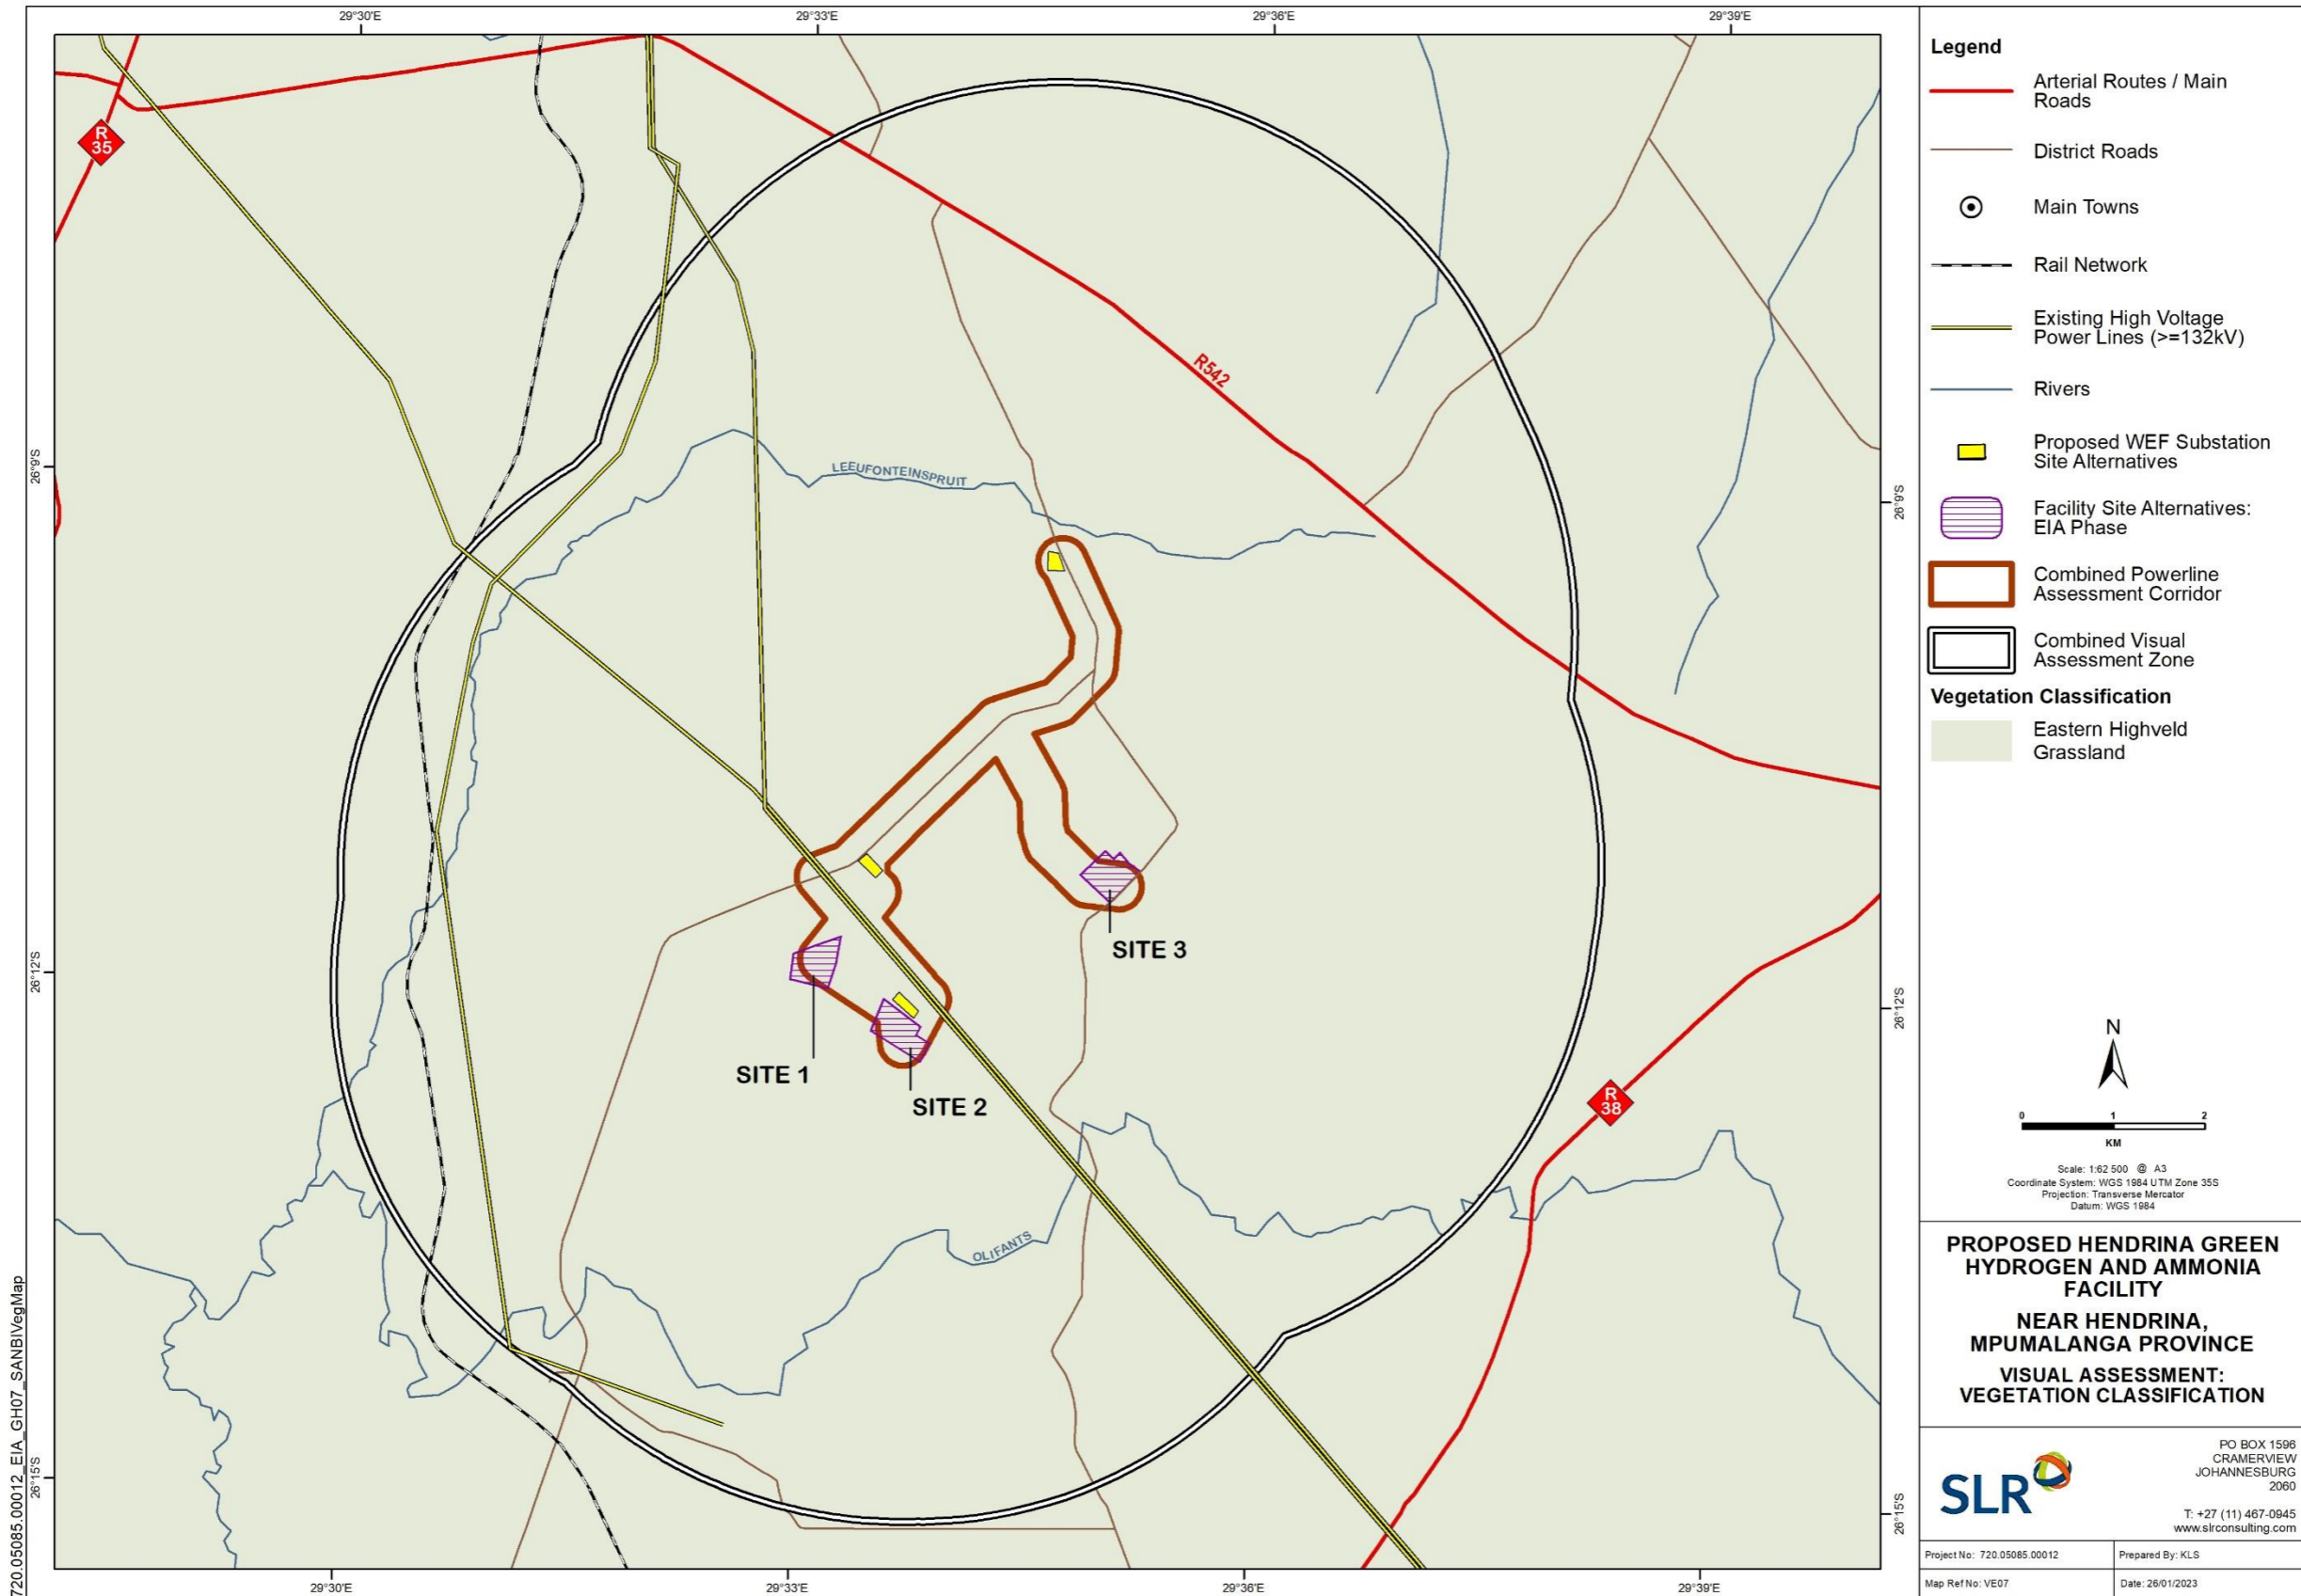 29°30'E
29°33'E
29°36'E
29°39'E
R
35
R542
26°9'S
26°9'S
LEEUFONTEINSPRUIT
SITE 3
26°12'S
26°12'S
SITE 1
SITE 2
R
38
OLIFANTS
26°15'S
26°15'S
29°30'E
29°33'E
29°36'E
29°39'E
720.05085.00012_EIA_GH07_SANBIVegMap
Legend
Arterial Routes / Main
Roads
District Roads
Main Towns
Rail Network
Existing High Voltage
Power Lines (>=132kV)
Rivers
Proposed WEF Substation
Site Alternatives
Facility Site Alternatives:
EIA Phase
Combined Powerline
Assessment Corridor
Combined Visual
Assessment Zone
Vegetation Classification
Eastern Highveld
Grassland
N
0 1 2
KM
Scale: 1:62 500 @ A3
Coordinate System: WGS 1984 UTM Zone 35S
Projection: Transverse Mercator
Datum: WGS 1984
PROPOSED HENDRINA GREEN
HYDROGEN AND AMMONIA
FACILITY
NEAR HENDRINA,
MPUMALANGA PROVINCE
VISUAL ASSESSMENT:
VEGETATION CLASSIFICATION
SLR
PO BOX 1596
CRAMERVIEW
JOHANNESBURG
2060
T: +27 (11) 467-0945
www.slrconsulting.com
Project No: 720.05085.00012
Prepared By: KLS
Map Ref No: VE07
Date: 26/01/2023